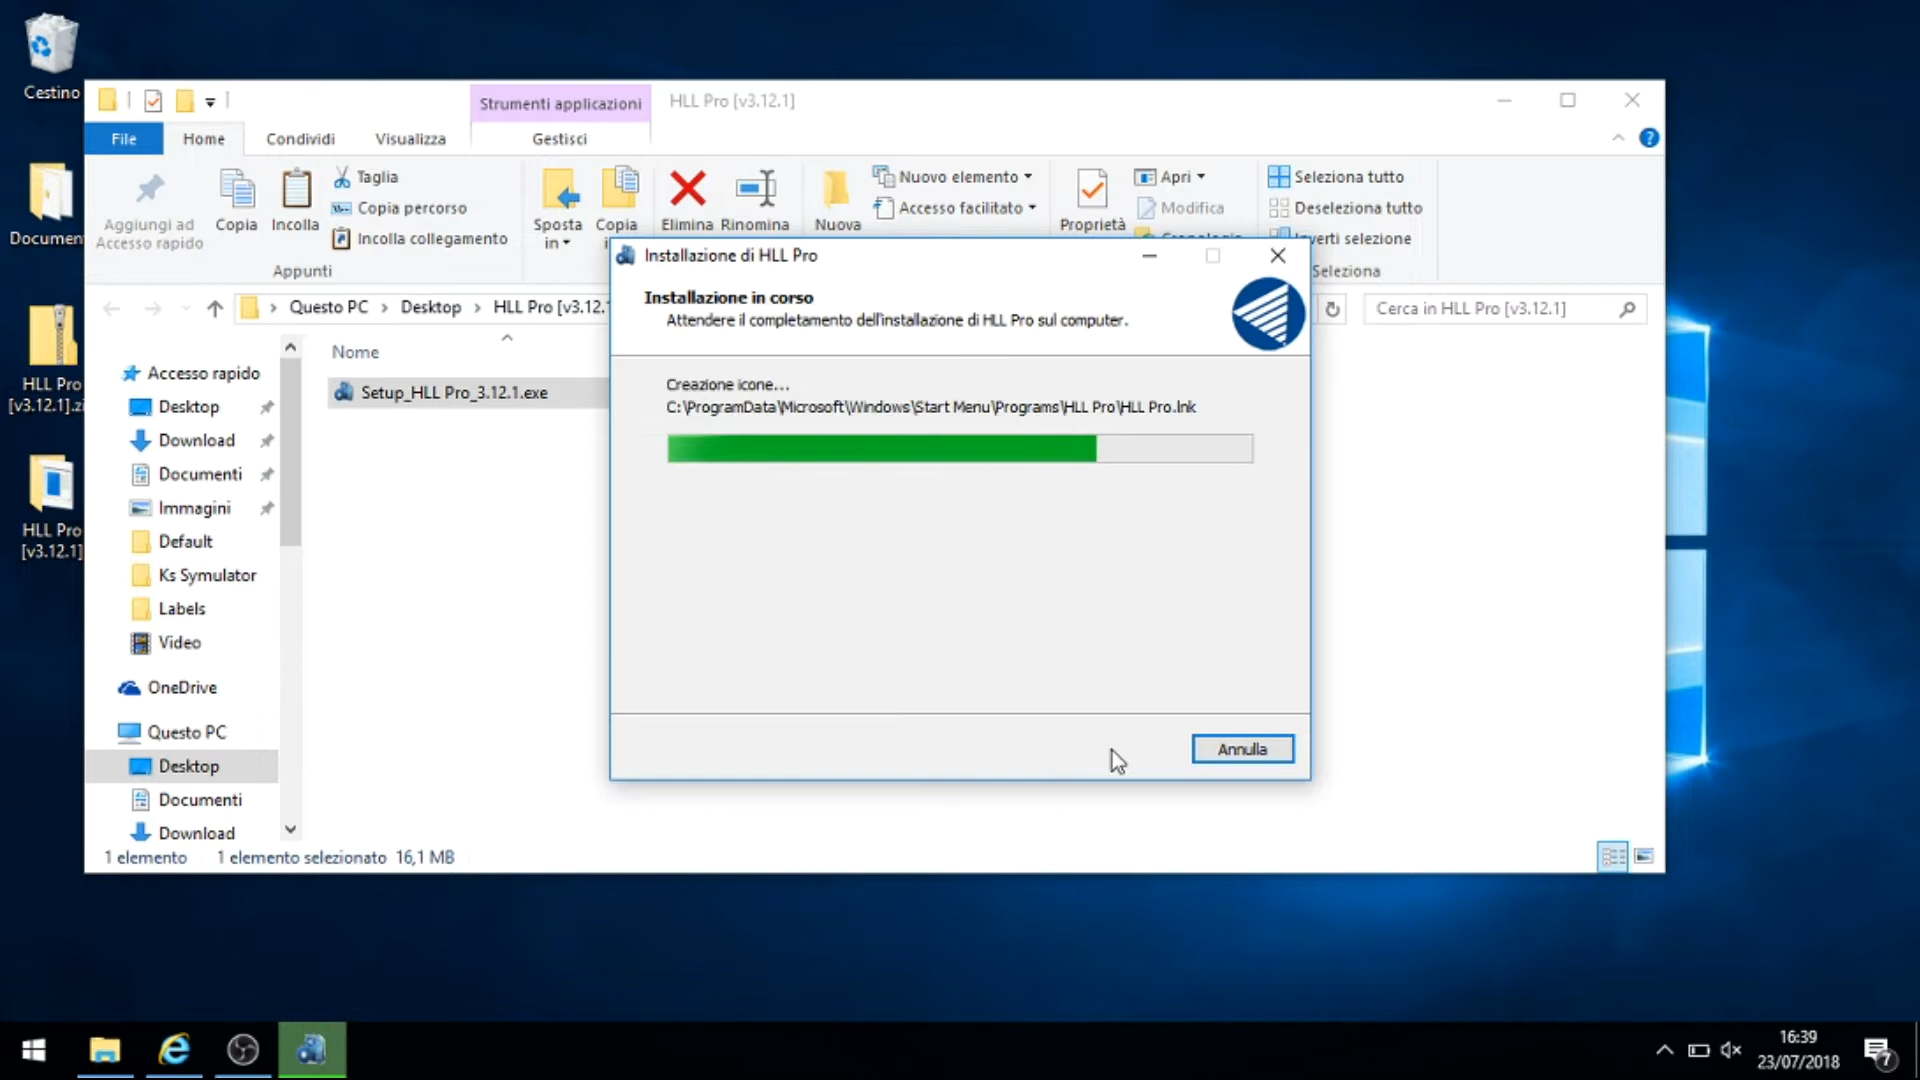 Cestino
Documen
HLL Pro
[v3.12.1].zi
HLL Pro
[v3.12.1]
Strumenti applicazioni
HLL Pro [v3.12.1]
File
Home
Condividi
Visualizza
Gestisci
Aggiungi ad
Accesso rapido
Copia
Incolla
Taglia
Copia percorso
Incolla collegamento
Appunti
Sposta
in
Copia
Elimina
Rinomina
Nuova
Nuovo elemento
Accesso facilitato
Proprietà
Apri
Modifica
Seleziona tutto
Deseleziona tutto
verti selezione
Seleziona
Questo PC
Desktop
HLL Pro [v3.12.1
Cerca in HLL Pro [v3.12.1]
Nome
Setup_HLL Pro_3.12.1.exe
Accesso rapido
Desktop
Download
Documenti
Immagini
Default
Ks Symulator
Labels
Video
OneDrive
Questo PC
Desktop
Documenti
Download
1 elemento
1 elemento selezionato 16,1 MB
Installazione di HLL Pro
Installazione in corso
Attendere il completamento dell'installazione di HLL Pro sul computer.
Creazione icone...
C:\ProgramData\Microsoft\Windows\Start Menu\Programs\HLL Pro\HLL Pro.lnk
Annulla
16:39
23/07/2018
7